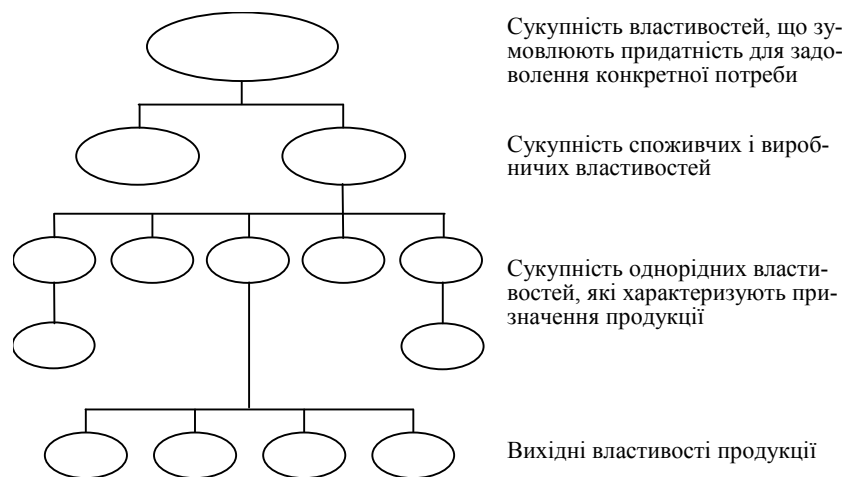 Сукупність властивостей, що зу-
мовлюють придатність для задо-
волення конкретної потреби
Сукупність споживчих і вироб-
ничих властивостей
Сукупність однорідних власти-
востей, які характеризують при-
значення продукції
Вихідні властивості продукції